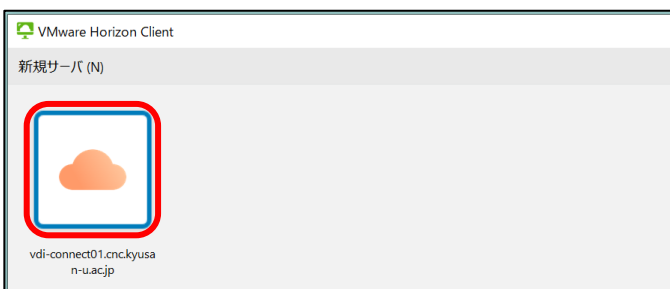 VMware Horizon Client
新規サーバ (N)
vdi-connect01.cnc.kyusa
n-u.ac.jp